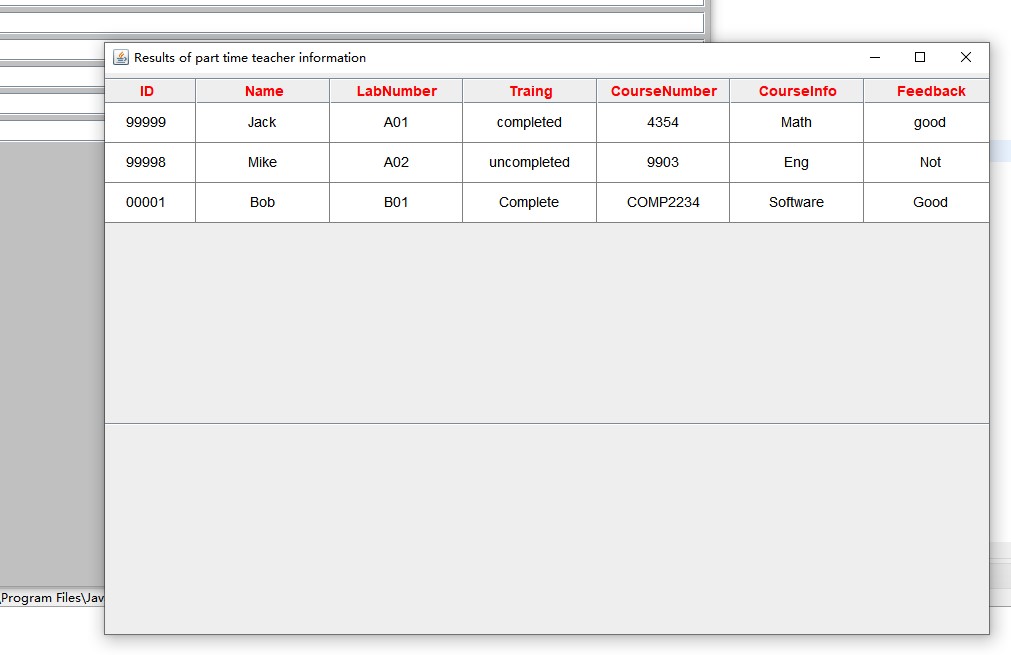 Results of part time teacher information
ID Name LabNumber Traing CourseNumber CourseInfo Feedback
99999 Jack A01 completed 4354 Math good
99998 Mike A02 uncompleted 9903 Eng Not
00001 Bob B01 Complete COMP2234 Software Good
\Program Files\Jav